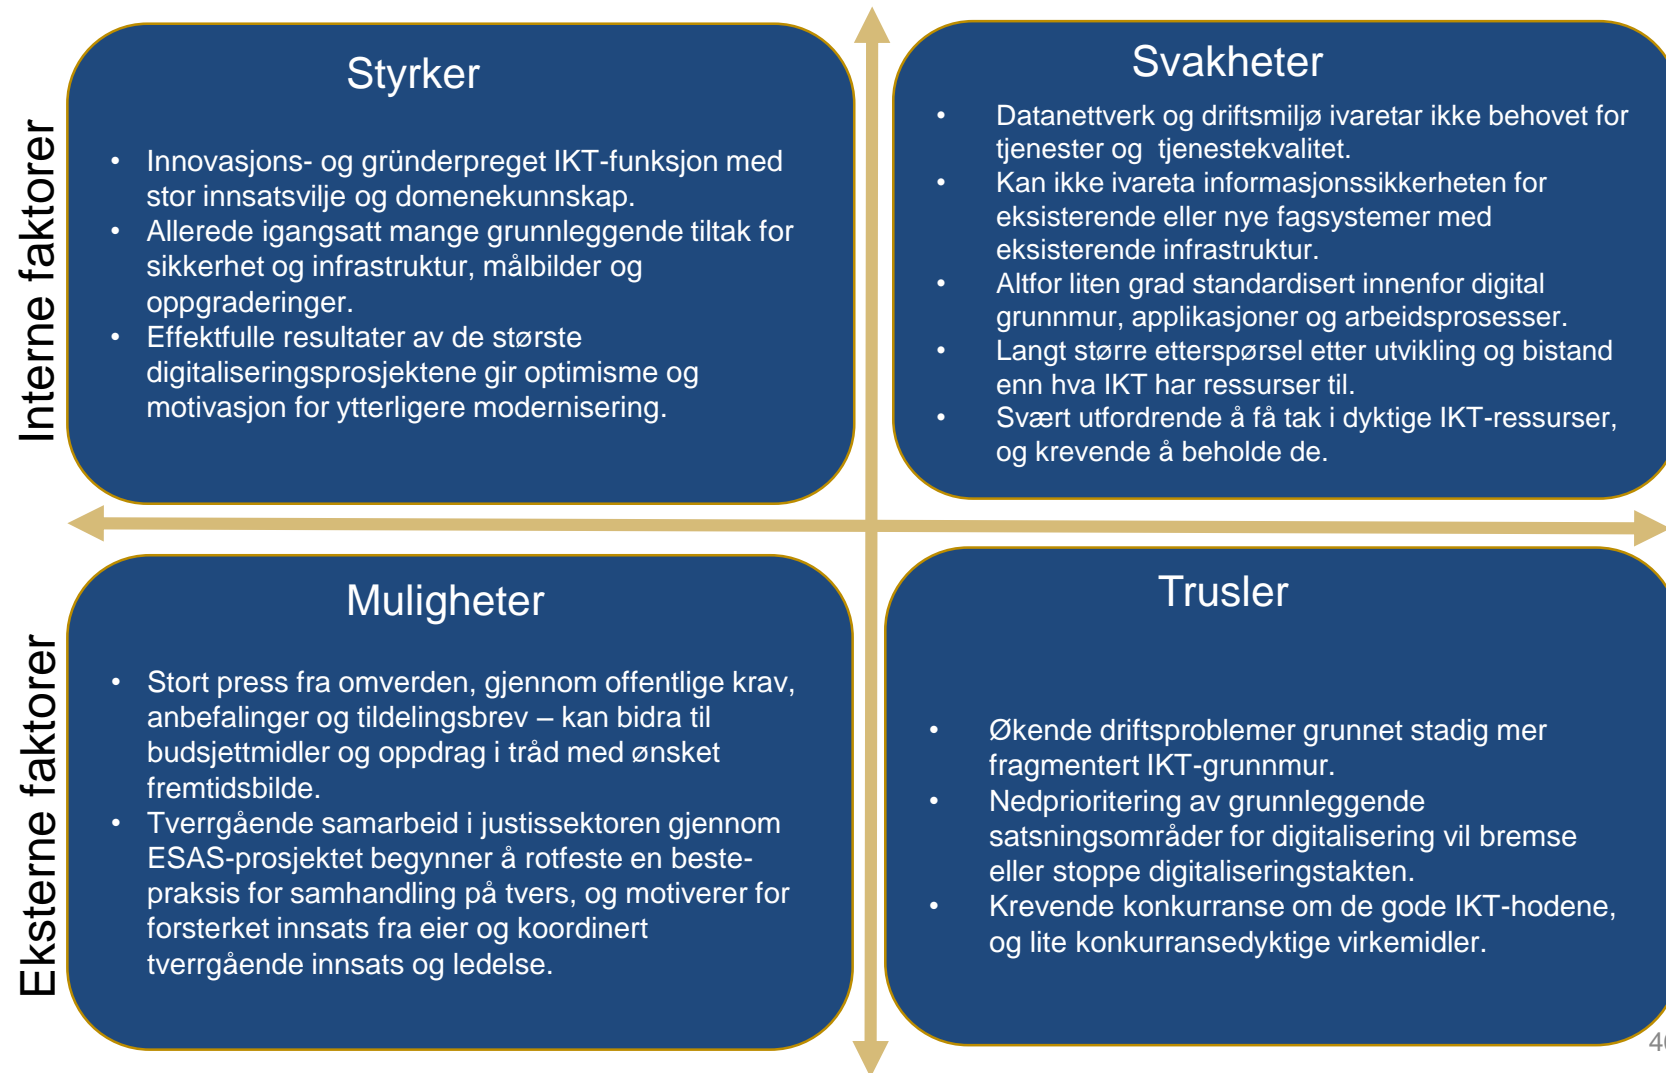 Interne faktorer
Styrker
• Innovasjons- og gründerpreget IKT-funksjon med
stor innsatsvilje og domenekunnskap.
• Allerede igangsatt mange grunnleggende tiltak for
sikkerhet og infrastruktur, målbilder og
oppgraderinger.
• Effektfulle resultater av de største
digitaliseringsprosjektene gir optimisme og
motivasjon for ytterligere modernisering.
Svakheter
• Datanettverk og driftsmiljø ivaretar ikke behovet for
tjenester og  tjenestekvalitet.
• Kan ikke ivareta informasjonssikkerheten for
eksisterende eller nye fagsystemer med
eksisterende infrastruktur.
• Altfor liten grad standardisert innenfor digital
grunnmur, applikasjoner og arbeidsprosesser.
• Langt større etterspørsel etter utvikling og bistand
enn hva IKT har ressurser til.
• Svært utfordrende å få tak i dyktige IKT-ressurser,
og krevende å beholde de.
Eksterne faktorer
Muligheter
• Stort press fra omverden, gjennom offentlige krav,
anbefalinger og tildelingsbrev – kan bidra til
budsjettmidler og oppdrag i tråd med ønsket
fremtidsbilde.
• Tverrgående samarbeid i justissektoren gjennom
ESAS-prosjektet begynner å rotfeste en beste-
praksis for samhandling på tvers, og motiverer for
forsterket innsats fra eier og koordinert
tverrgående innsats og ledelse.
Trusler
• Økende driftsproblemer grunnet stadig mer
fragmentert IKT-grunnmur.
• Nedprioritering av grunnleggende
satsningsområder for digitalisering vil bremse
eller stoppe digitaliseringstakten.
• Krevende konkurranse om de gode IKT-hodene,
og lite konkurransedyktige virkemidler.